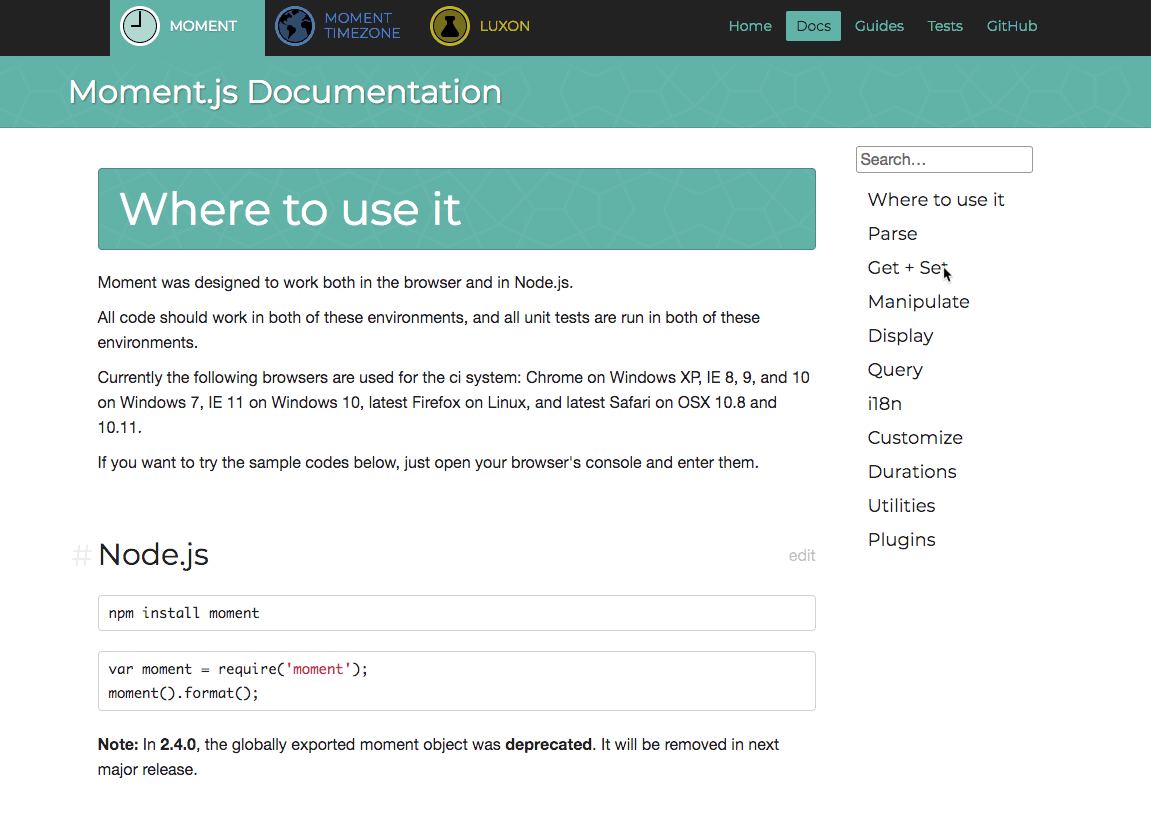 MOMENT
MOMENT
TIMEZONE
LUXON
Home
Docs
Guides
Tests
GitHub
Moment.js Documentation
Where to use it
Moment was designed to work both in the browser and in Node.js.
All code should work in both of these environments, and all unit tests are run in both of these
environments.
Currently the following browsers are used for the ci system: Chrome on Windows XP, IE 8, 9, and 10
on Windows 7, IE 11 on Windows 10, latest Firefox on Linux, and latest Safari on OSX 10.8 and
10.11.
If you want to try the sample codes below, just open your browser's console and enter them.
# Node.js
edit
npm install moment
var moment = require('moment');
moment().format();
Note: In 2.4.0, the globally exported moment object was deprecated. It will be removed in next
major release.
Search…
Where to use it
Parse
Get + Set
Manipulate
Display
Query
i18n
Customize
Durations
Utilities
Plugins